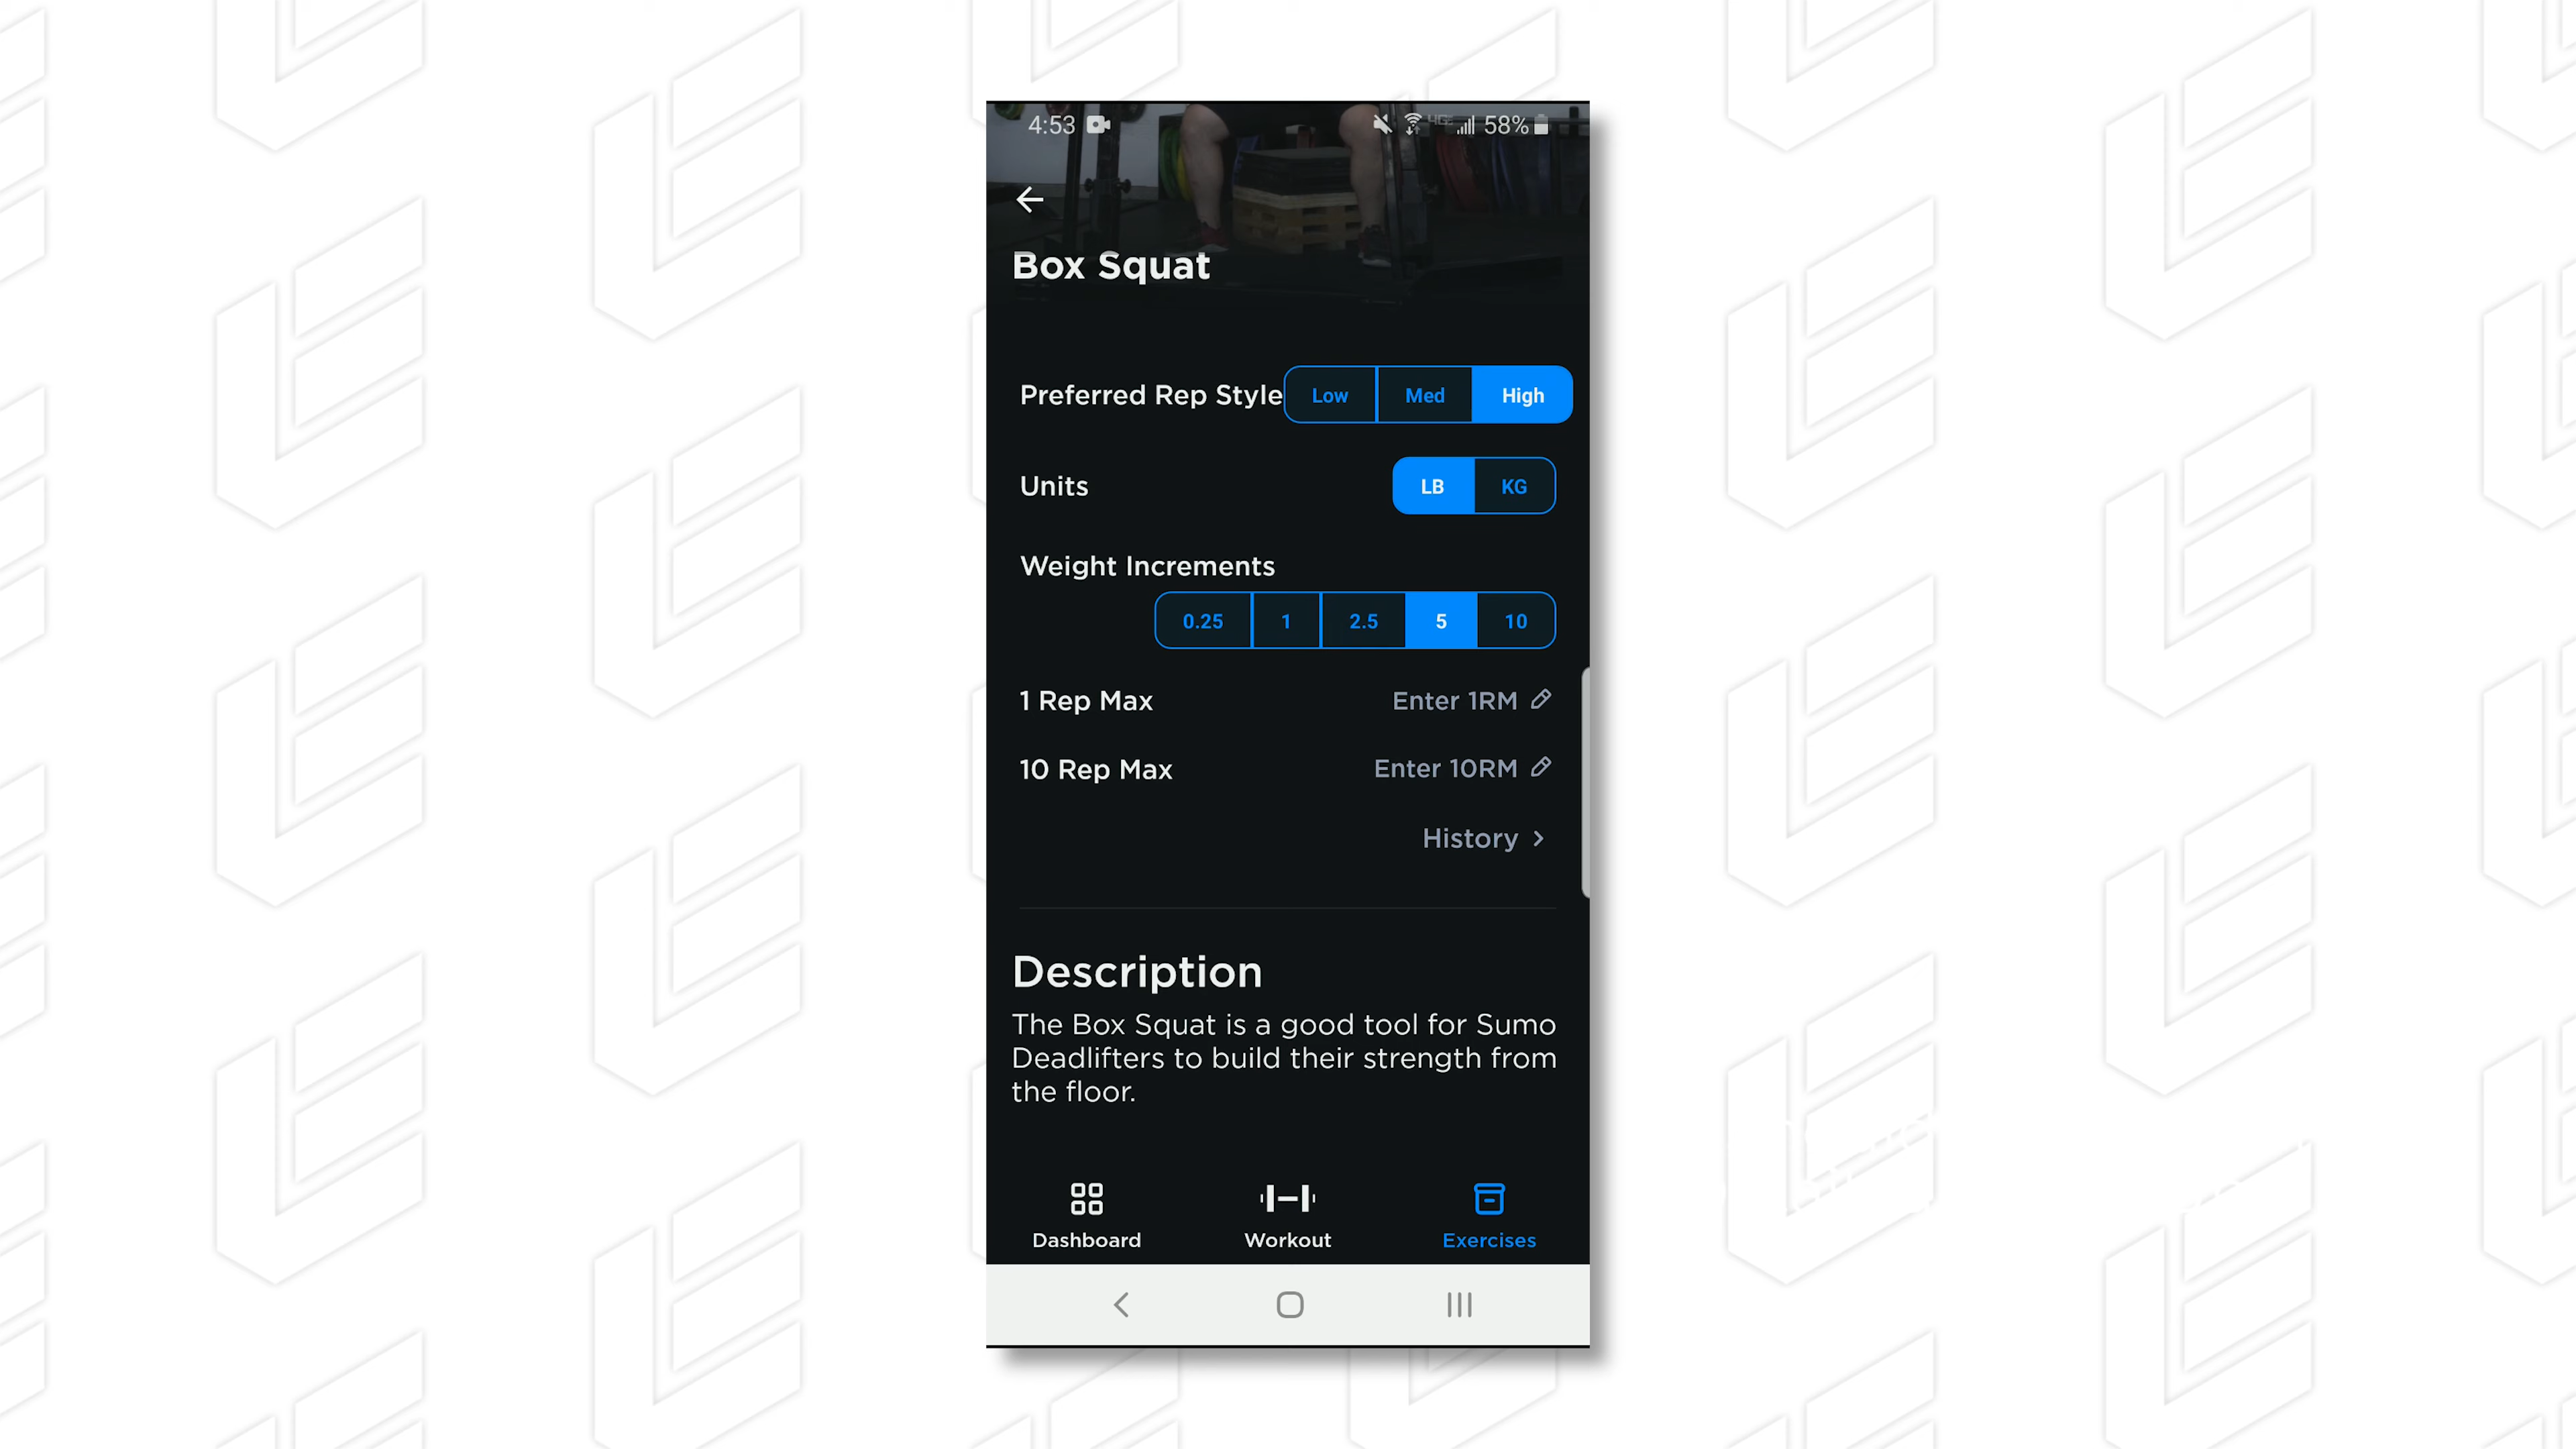 4:53 4GE 58%
Box Squat
Preferred Rep Style Low Med High
Units LB KG
Weight Increments
0.25 1 2.5 5 10
1 Rep Max Enter 1RM
10 Rep Max Enter 10RM
History
Description
The Box Squat is a good tool for Sumo
Deadlifters to build their strength from
the floor.
Dashboard Workout Exercises